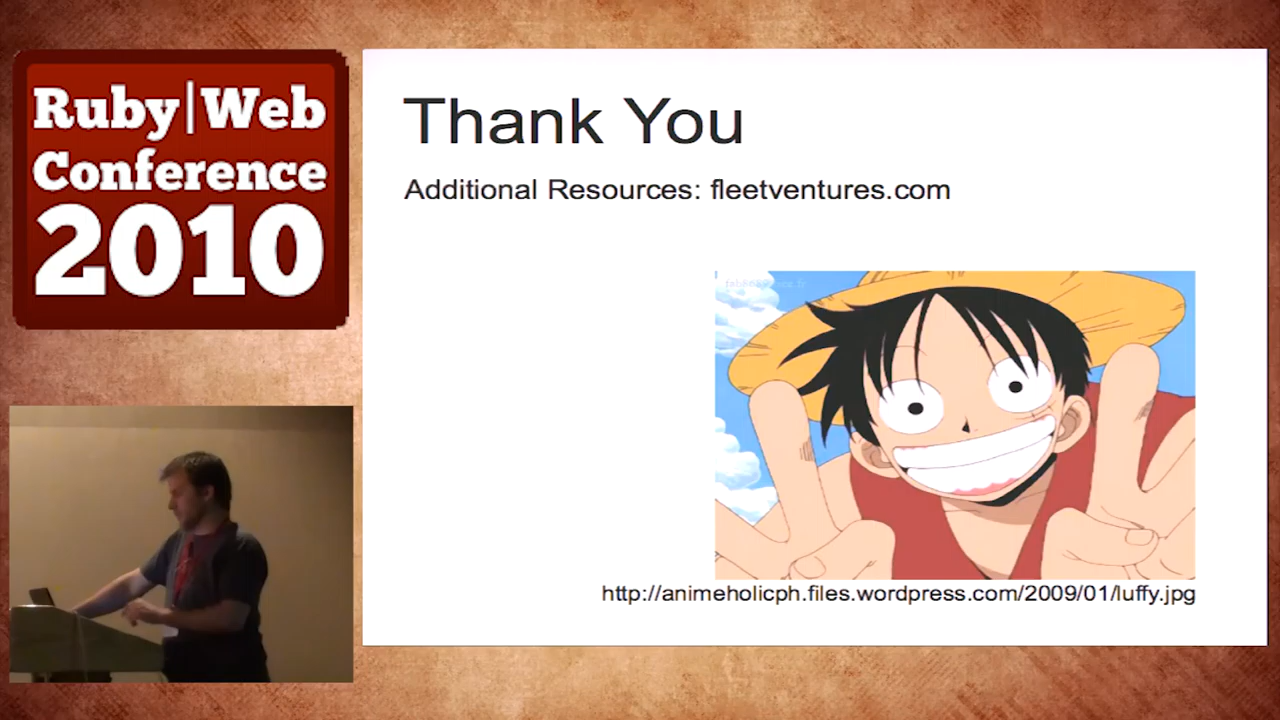 Ruby|Web
Conference
2010
Thank You
Additional Resources: fleetventures.com
http://animeholicph.files.wordpress.com/2009/01/luffy.jpg